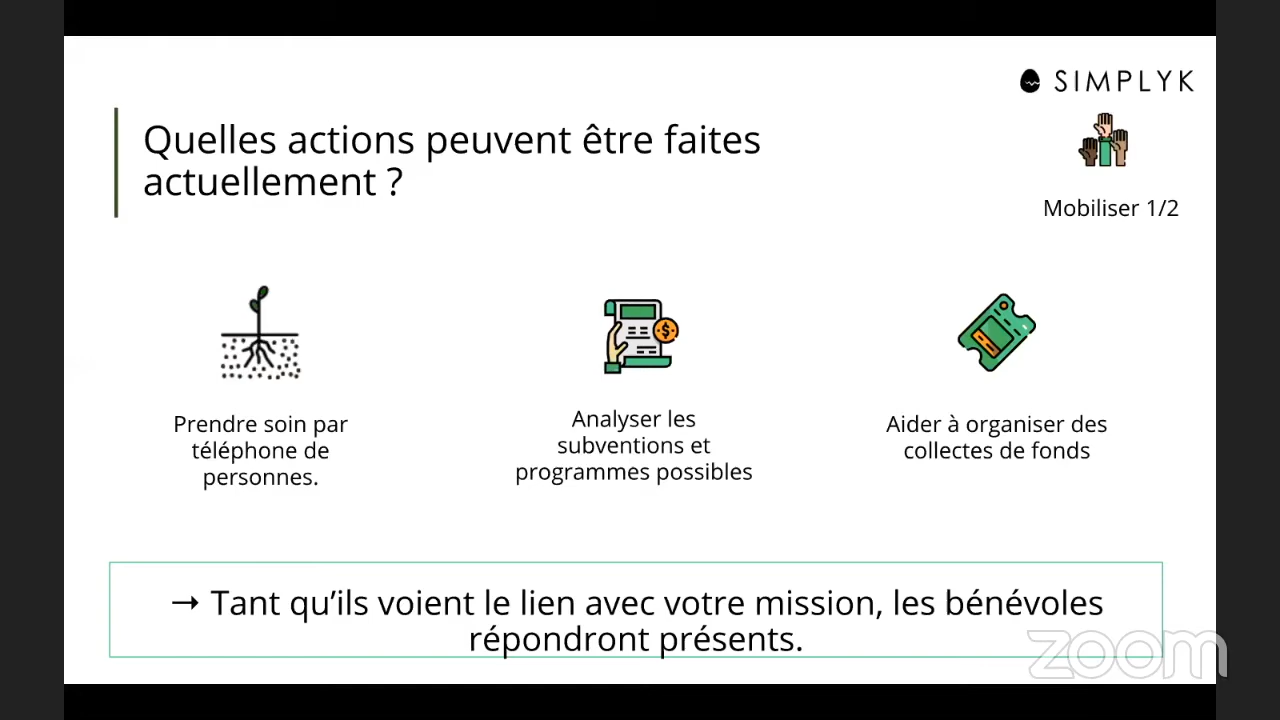 SIMPLYK
Quelles actions peuvent être faites
actuellement ?
Mobiliser 1/2
Prendre soin par
téléphone de
personnes.
Analyser les
subventions et
programmes possibles
Aider à organiser des
collectes de fonds
→ Tant qu’ils voient le lien avec votre mission, les bénévoles
répondront présents.
zoom